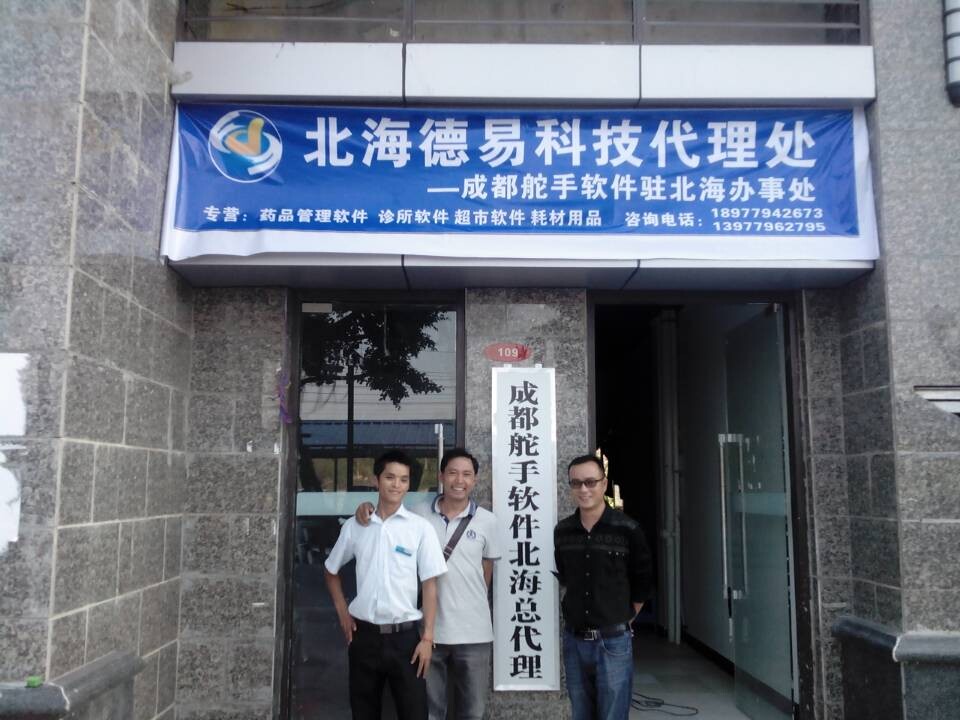 北海德易科技代理处
—成都舵手软件驻北海办事处
专营：药品管理软件 诊所软件 超市软件 耗材用品 咨询电话：18977942673
13977962795
109
成都舵手软件北海总代理